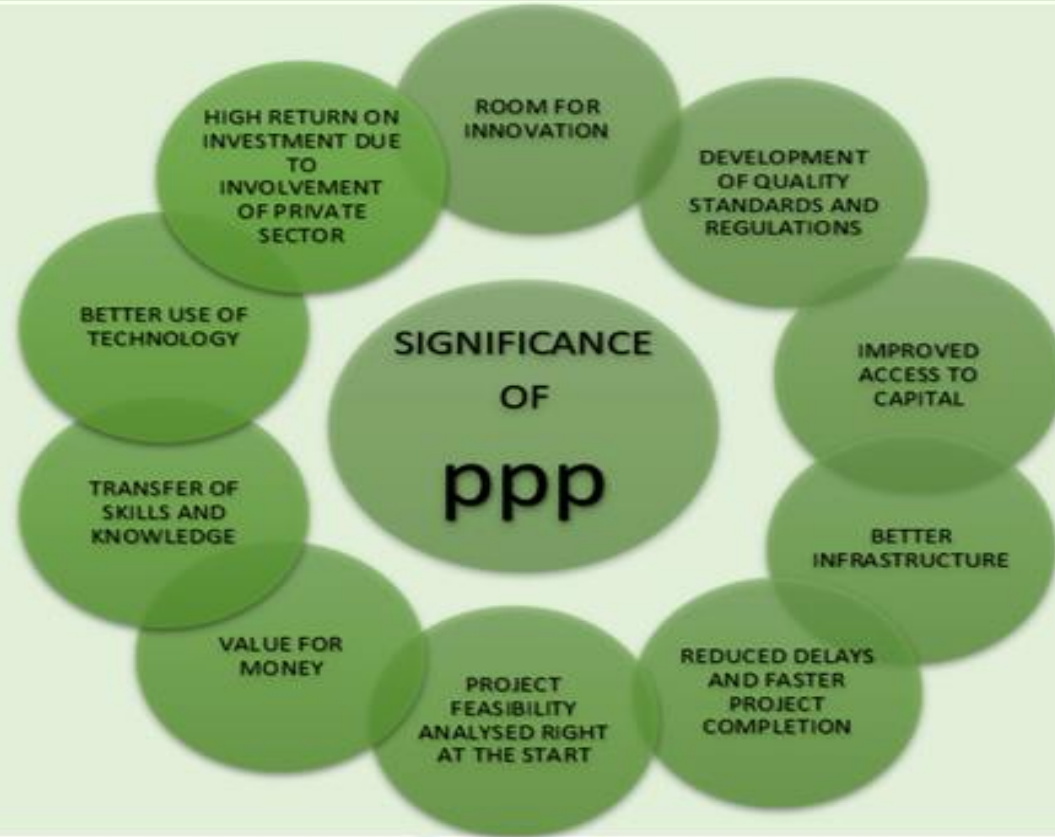 SIGNIFICANCE
OF
ppp
ROOM FOR
INNOVATION
DEVELOPMENT
OF QUALITY
STANDARDS AND
REGULATIONS
IMPROVED
ACCESS TO
CAPITAL
BETTER
INFRASTRUCTURE
REDUCED DELAYS
AND FASTER
PROJECT
COMPLETION
PROJECT
FEASIBILITY
ANALYSED RIGHT
AT THE START
VALUE FOR
MONEY
TRANSFER OF
SKILLS AND
KNOWLEDGE
BETTER USE OF
TECHNOLOGY
HIGH RETURN ON
INVESTMENT DUE
TO
INVOLVEMENT
OF PRIVATE
SECTOR